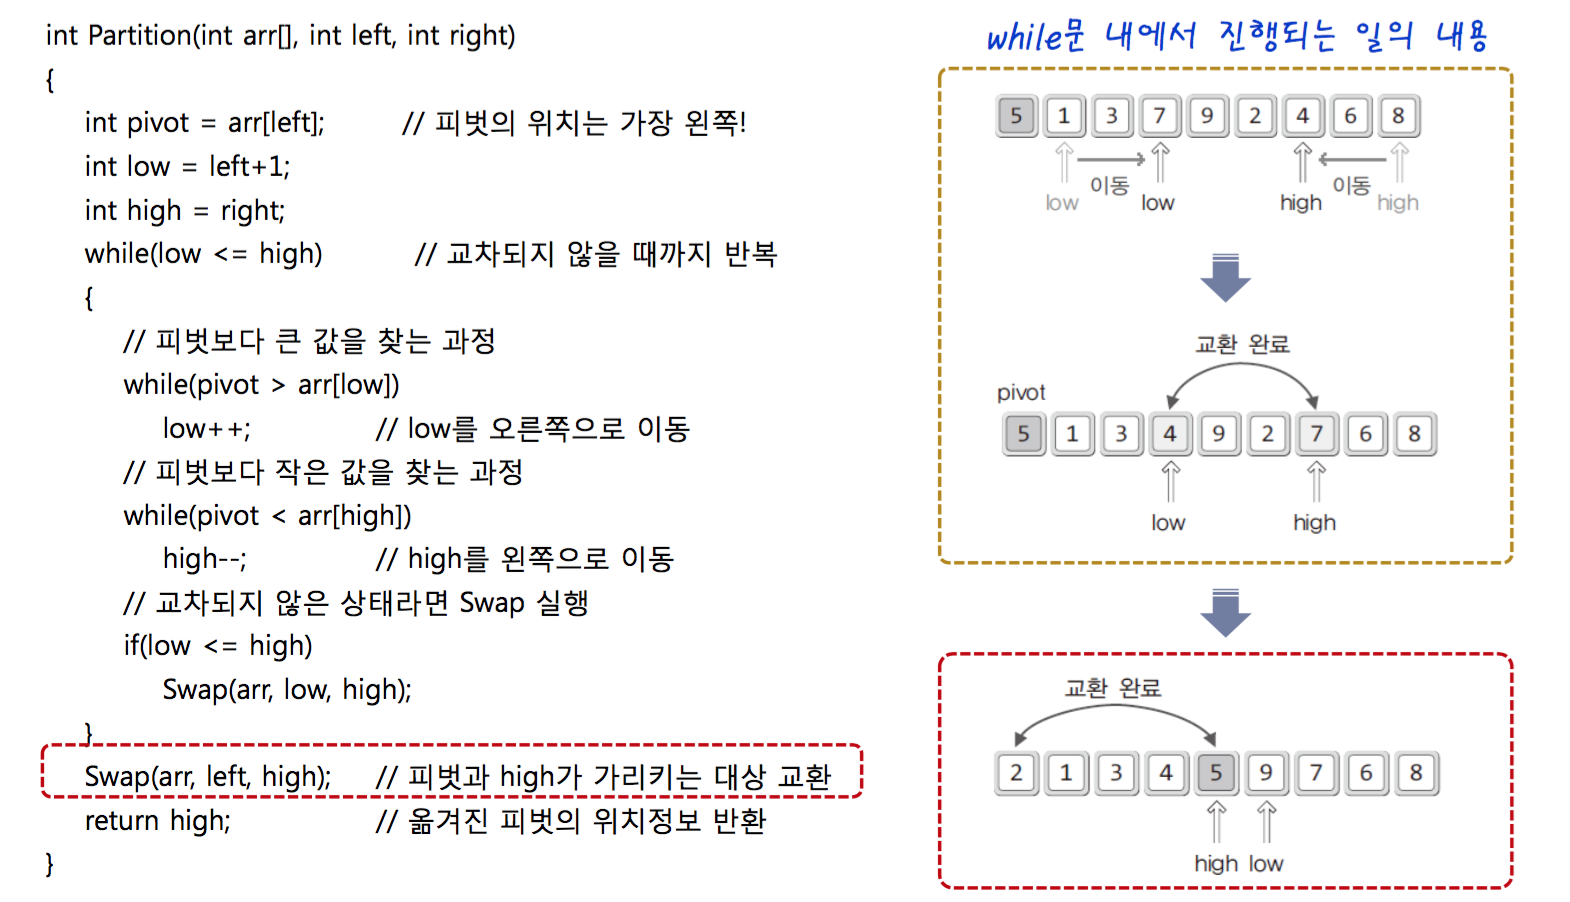 int Partition(int arr[], int left, int right)
{
int pivot = arr[left]; // 피벗의 위치는 가장 왼쪽!
int low = left+1;
int high = right;
while(low <= high) // 교차되지 않을 때까지 반복
{
// 피벗보다 큰 값을 찾는 과정
while(pivot > arr[low])
low++; // low를 오른쪽으로 이동
// 피벗보다 작은 값을 찾는 과정
while(pivot < arr[high])
high--; // high를 왼쪽으로 이동
// 교차되지 않은 상태라면 Swap 실행
if(low <= high)
Swap(arr, low, high);
}
Swap(arr, left, high); // 피벗과 high가 가리키는 대상 교환
return high; // 옮겨진 피벗의 위치정보 반환
}
while문 내에서 진행되는 일의 내용
5 1 3 7 9 2 4 6 8
이동 이동
low low high high
교환 완료
pivot
5 1 3 4 9 2 7 6 8
low high
교환 완료
2 1 3 4 5 9 7 6 8
high low